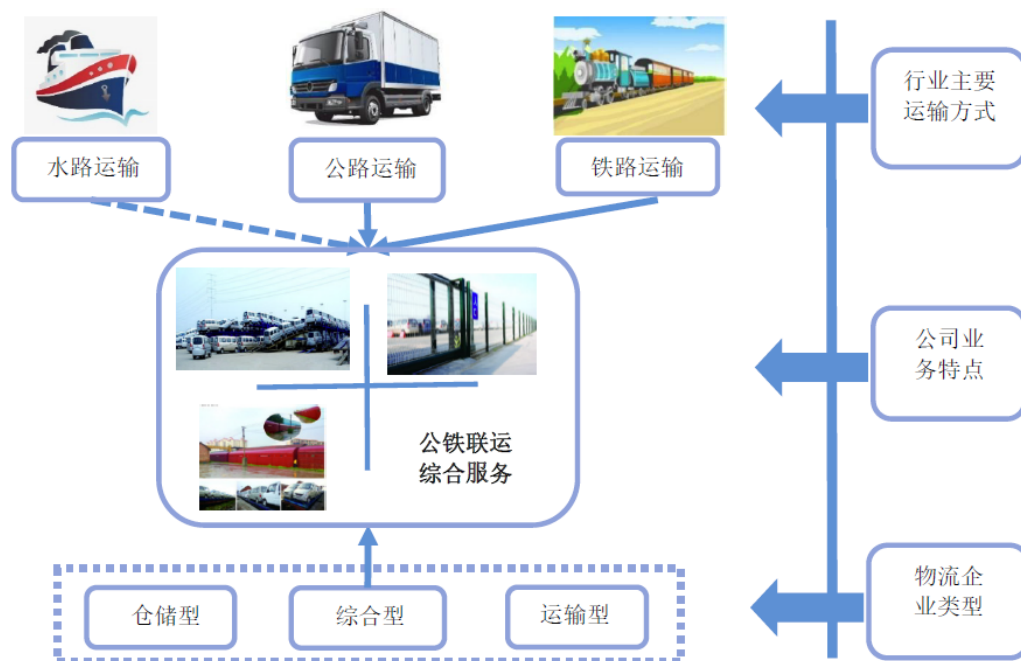 水路运输
公路运输
铁路运输
行业主要
运输方式
公铁联运
综合服务
公司业
务特点
仓储型
综合型
运输型
物流企
业类型